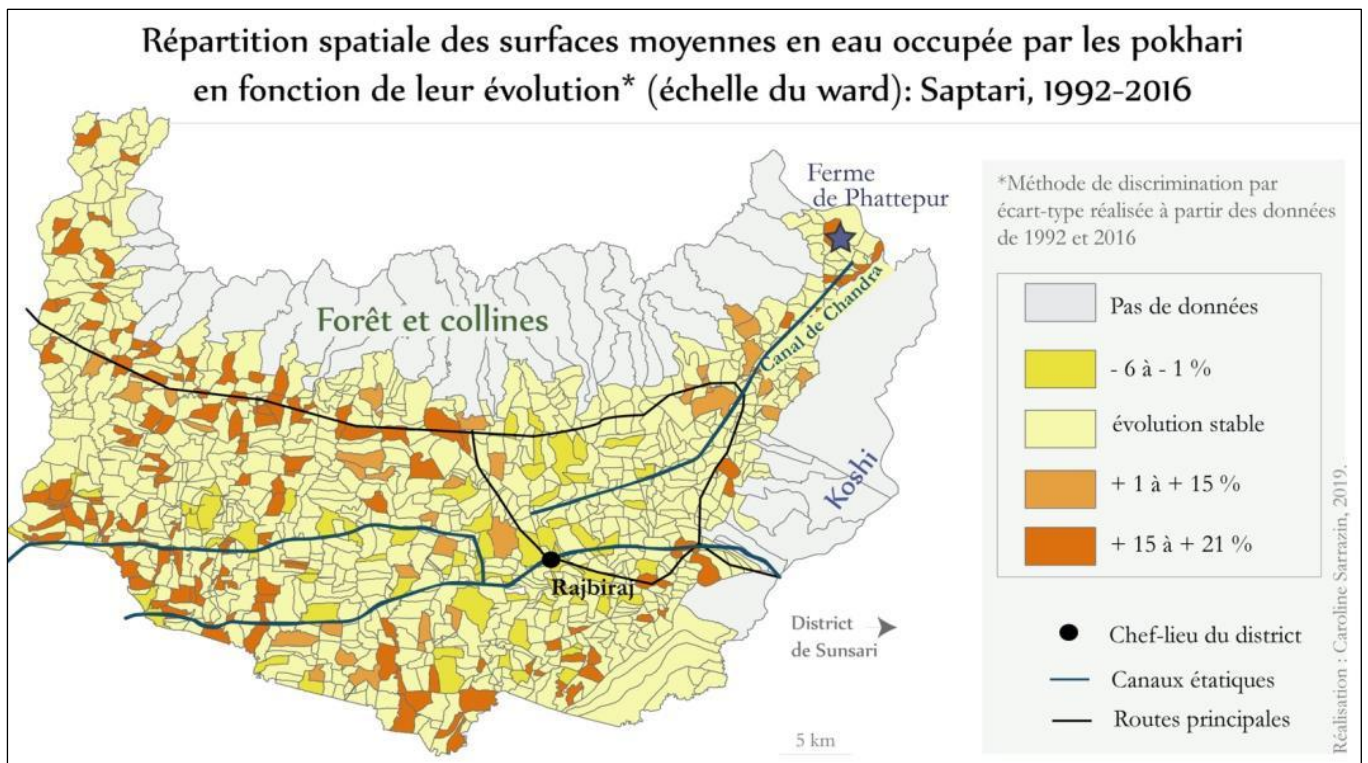 Répartition spatiale des surfaces moyennes en eau occupée par les pokhari
en fonction de leur évolution* (échelle du ward): Saptari, 1992-2016
Ferme
de Phattepur
Canal de Chandra
Forêt et collines
Koshi
Rajbiraj
District
de Sunsari
5 km
*Méthode de discrimination par
écart-type réalisée à partir des données
de 1992 et 2016
Pas de données
- 6 à - 1 %
évolution stable
+ 1 à + 15 %
+ 15 à + 21 %
Chef-lieu du district
Canaux étatiques
Routes principales
Réalisation : Caroline Sarrazin, 2019.